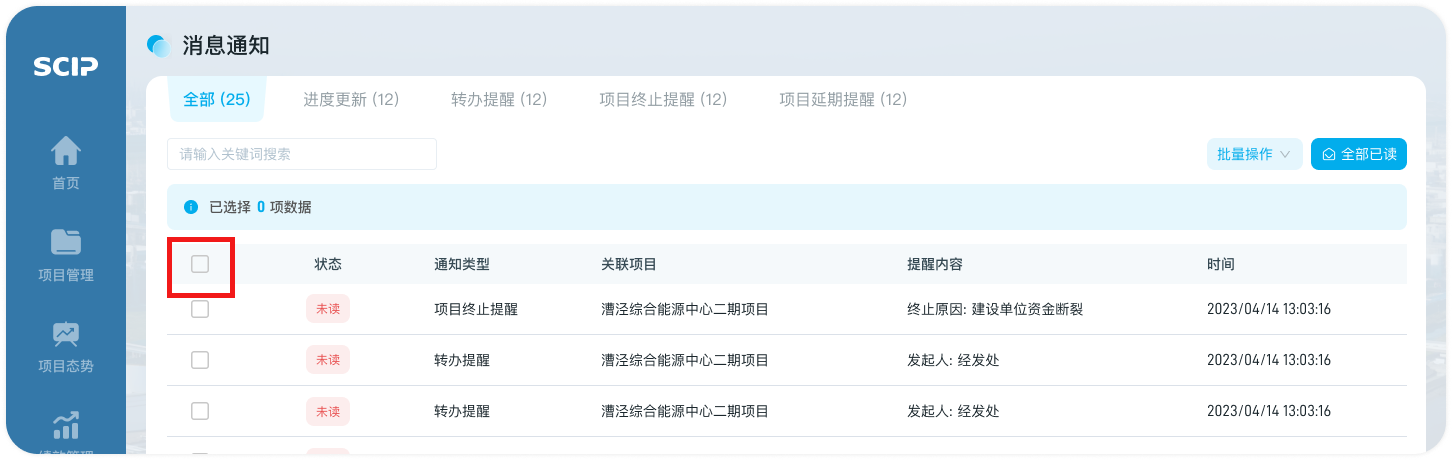 SCIP
首页
项目管理
项目态势
消息通知
全部 (25) 进度更新 (12) 转办提醒 (12) 项目终止提醒 (12) 项目延期提醒 (12)
请输入关键词搜索 批量操作 全部已读
已选择 0 项数据
状态 通知类型 关联项目 提醒内容 时间
未读 项目终止提醒 漕泾综合能源中心二期项目 终止原因: 建设单位资金断裂 2023/04/14 13:03:16
未读 转办提醒 漕泾综合能源中心二期项目 发起人: 经发处 2023/04/14 13:03:16
未读 转办提醒 漕泾综合能源中心二期项目 发起人: 经发处 2023/04/14 13:03:16